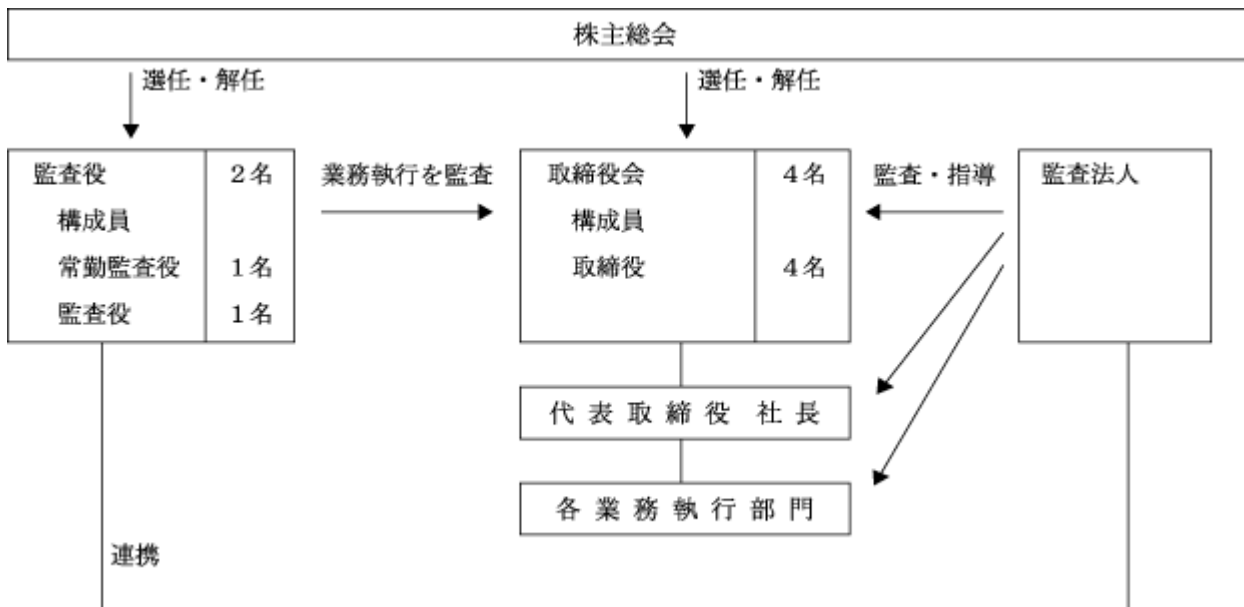 株主総会
選任・解任
選任・解任
監査役 2名
構成員
常勤監査役 1名
監査役 1名
業務執行を監査
取締役会 4名
構成員
取締役 4名
監査・指導
監査法人
代表取締役 社長
各業務執行部門
連携